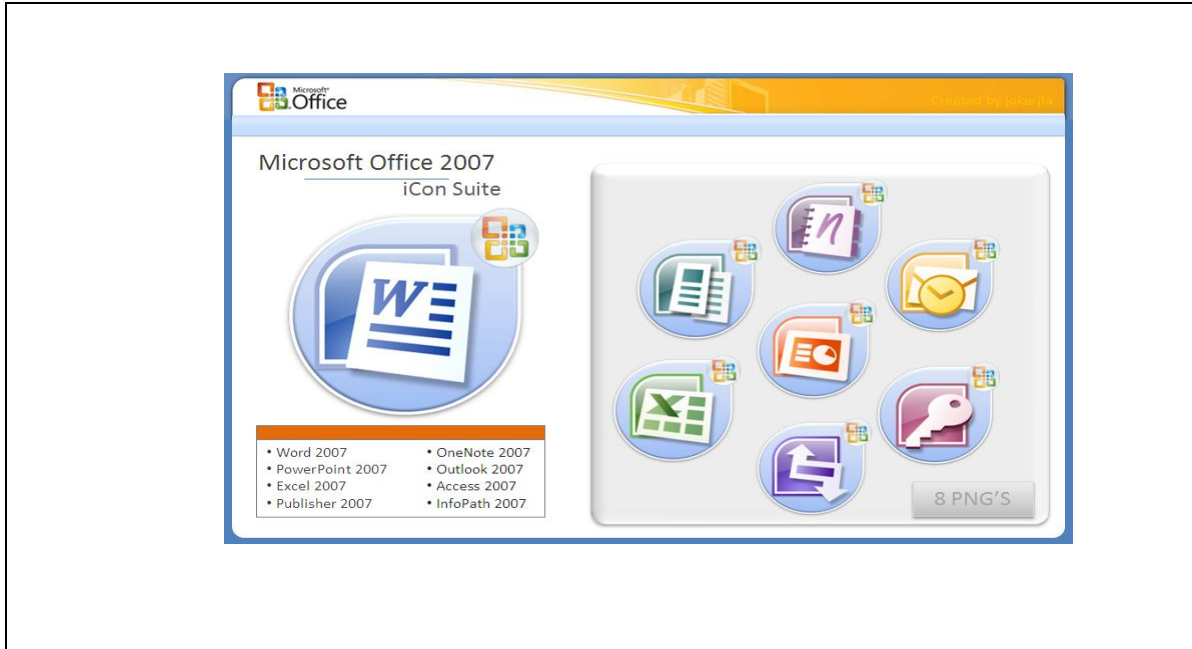 Microsoft®
Office
Created by jokerjla
Microsoft Office 2007
iCon Suite
W
n
X
• Word 2007
• PowerPoint 2007
• Excel 2007
• Publisher 2007
• OneNote 2007
• Outlook 2007
• Access 2007
• InfoPath 2007
8 PNG'S